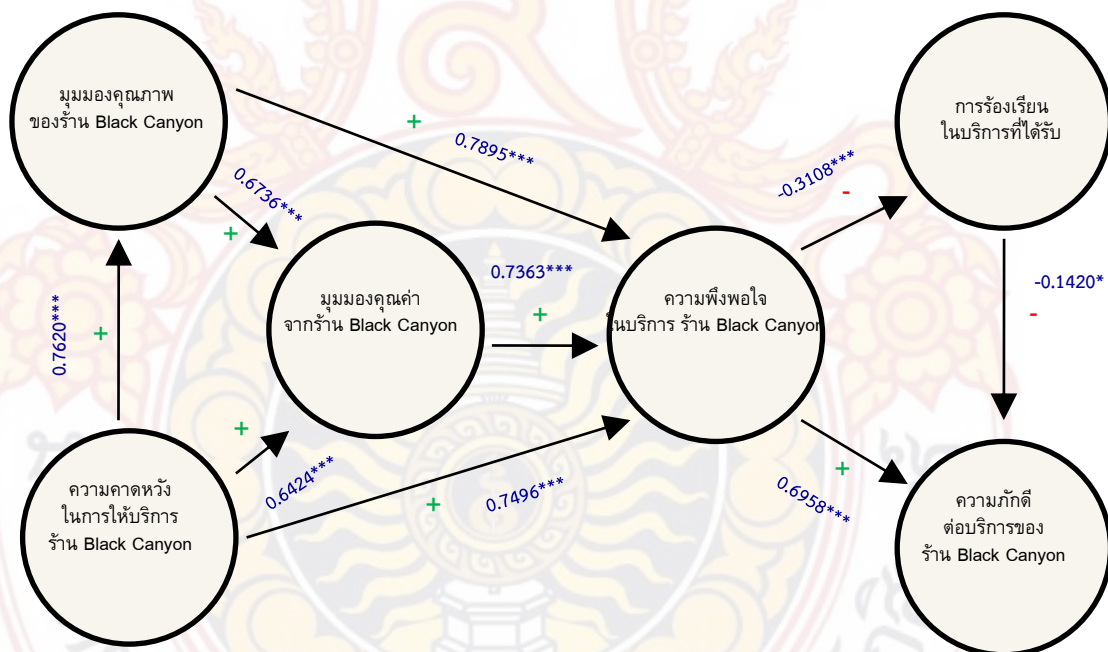 มุมมองคุณภาพ
ของร้าน Black Canyon
การร้องเรียน
ในบริการที่ได้รับ
+
0.7895***
-0.3108***
-
0.6736***
+
มุมมองคุณค่า
จากร้าน Black Canyon
0.7363***
+
ความพึงพอใจ
ในบริการ ร้าน Black Canyon
-0.1420*
-
0.7620***
+
+
0.6424***
+
0.7496***
+
0.6958***
ความคาดหวัง
ในการให้บริการ
ร้าน Black Canyon
ความภักดี
ต่อบริการของ
ร้าน Black Canyon